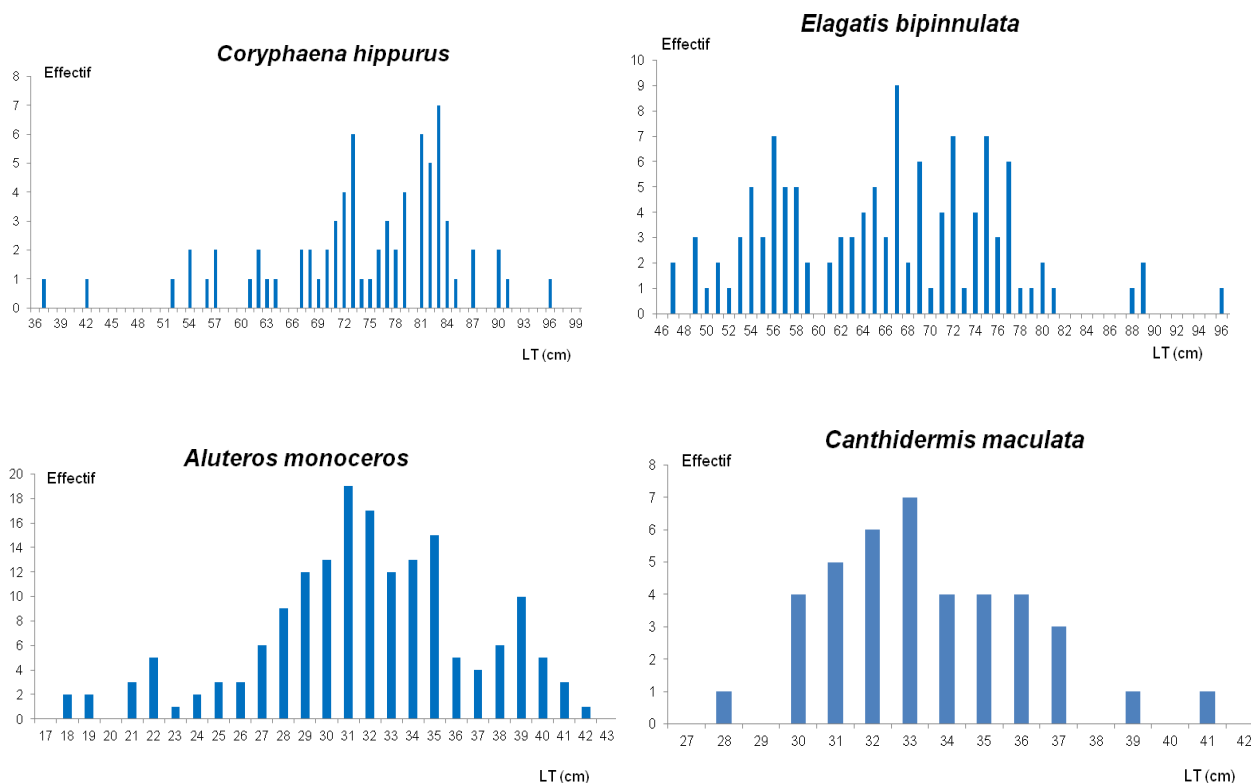 Coryphaena hippurus
Effectif
8
7
6
5
4
3
2
1
0
36 39 42 45 48 51 54 57 60 63 66 69 72 75 78 81 84 87 90 93 96 99
LT (cm)
Elagatis bipinnulata
Effectif
10
9
8
7
6
5
4
3
2
1
0
46 48 50 52 54 56 58 60 62 64 66 68 70 72 74 76 78 80 82 84 86 88 90 92 94 96
LT (cm)
Aluteros monoceros
Effectif
20
18
16
14
12
10
8
6
4
2
0
17 18 19 20 21 22 23 24 25 26 27 28 29 30 31 32 33 34 35 36 37 38 39 40 41 42 43
LT (cm)
Canthidermis maculata
Effectif
8
7
6
5
4
3
2
1
0
27 28 29 30 31 32 33 34 35 36 37 38 39 40 41 42
LT (cm)